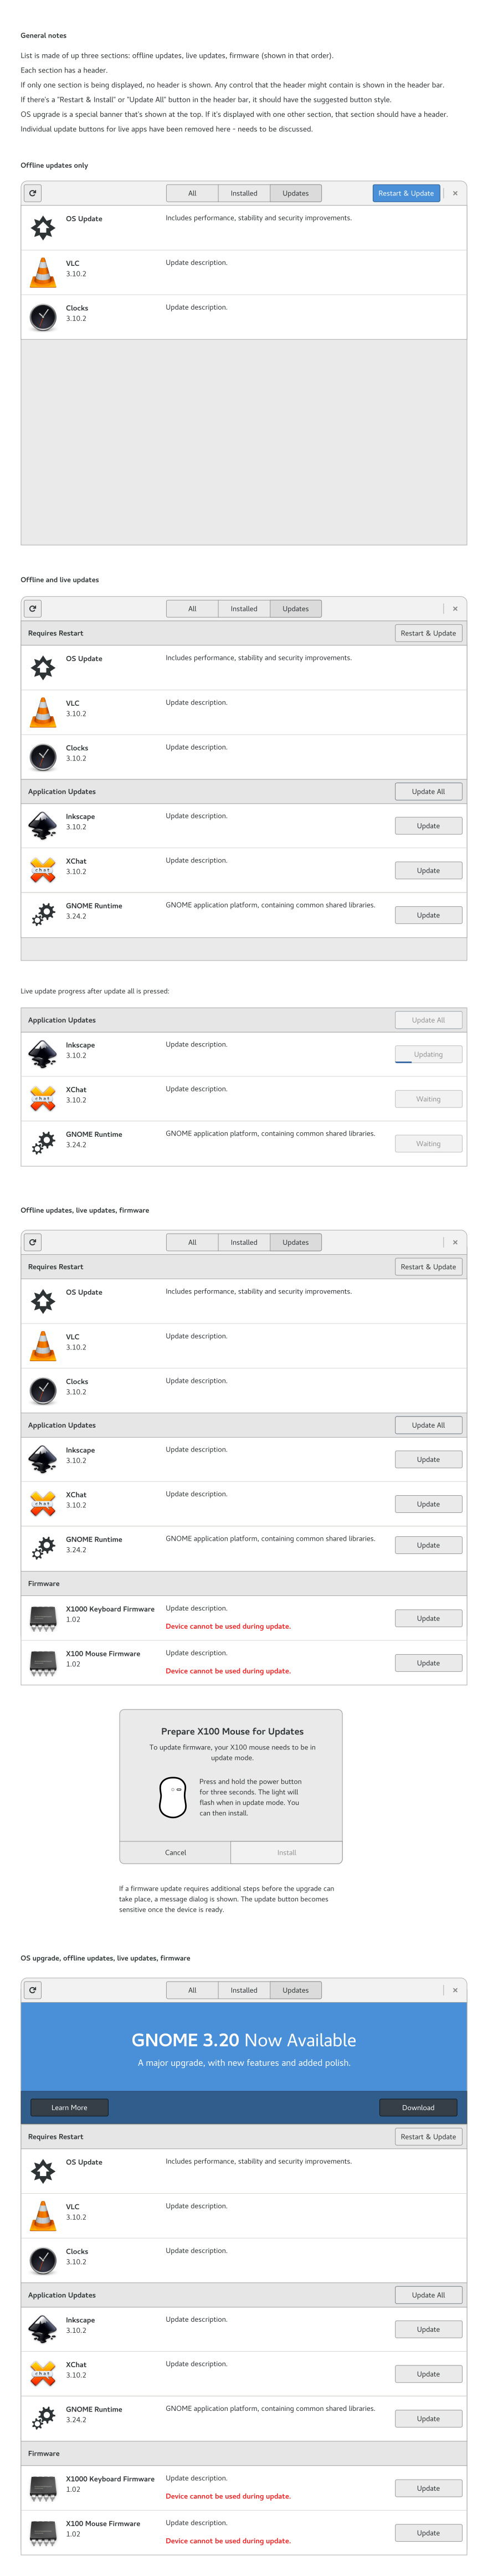 General notes
List is made of up three sections: offline updates, live updates, firmware (shown in that order).
Each section has a header.
If only one section is being displayed, no header is shown. Any control that the header might contain is shown in the header bar.
If there's a "Restart & Install" or "Update All" button in the header bar, it should have the suggested button style.
OS upgrade is a special banner that's shown at the top. If it's displayed with one other section, that section should have a header.
Individual update buttons for live apps have been removed here - needs to be discussed.
Offline updates only
All Installed Updates Restart & Update
OS Update Includes performance, stability and security improvements.
VLC Update description.
3.10.2
Clocks Update description.
3.10.2
Offline and live updates
All Installed Updates
Requires Restart Restart & Update
OS Update Includes performance, stability and security improvements.
VLC Update description.
3.10.2
Clocks Update description.
3.10.2
Application Updates Update All
Inkscape Update description.
3.10.2 Update
XChat Update description.
chat 3.10.2 Update
GNOME Runtime GNOME application platform, containing common shared libraries.
3.24.2 Update
Live update progress after update all is pressed:
Application Updates Update All
Inkscape Update description.
3.10.2 Updating
XChat Update description.
chat 3.10.2 Waiting
GNOME Runtime GNOME application platform, containing common shared libraries.
3.24.2 Waiting
Offline updates, live updates, firmware
All Installed Updates
Requires Restart Restart & Update
OS Update Includes performance, stability and security improvements.
VLC Update description.
3.10.2
Clocks Update description.
3.10.2
Application Updates Update All
Inkscape Update description.
3.10.2 Update
XChat Update description.
chat 3.10.2 Update
GNOME Runtime GNOME application platform, containing common shared libraries.
3.24.2 Update
Firmware
X1000 Keyboard Firmware Update description.
1.02 Update
Device cannot be used during update.
X100 Mouse Firmware Update description.
1.02 Update
Device cannot be used during update.
Prepare X100 Mouse for Updates
To update firmware, your X100 mouse needs to be in
update mode.
Press and hold the power button
for three seconds. The light will
flash when in update mode. You
can then install.
Cancel Install
If a firmware update requires additional steps before the upgrade can
take place, a message dialog is shown. The update button becomes
sensitive once the device is ready.
OS upgrade, offline updates, live updates, firmware
All Installed Updates
GNOME 3.20 Now Available
A major upgrade, with new features and added polish.
Learn More Download
Requires Restart Restart & Update
OS Update Includes performance, stability and security improvements.
VLC Update description.
3.10.2
Clocks Update description.
3.10.2
Application Updates Update All
Inkscape Update description.
3.10.2 Update
XChat Update description.
chat 3.10.2 Update
GNOME Runtime GNOME application platform, containing common shared libraries.
3.24.2 Update
Firmware
X1000 Keyboard Firmware Update description.
1.02 Update
Device cannot be used during update.
X100 Mouse Firmware Update description.
1.02 Update
Device cannot be used during update.